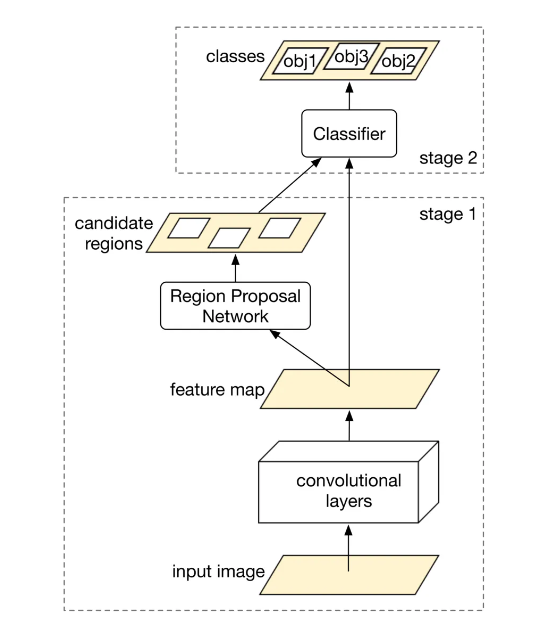 classes
obj1 obj3 obj2
Classifier
stage 2
stage 1
candidate
regions
Region Proposal
Network
feature map
convolutional
layers
input image